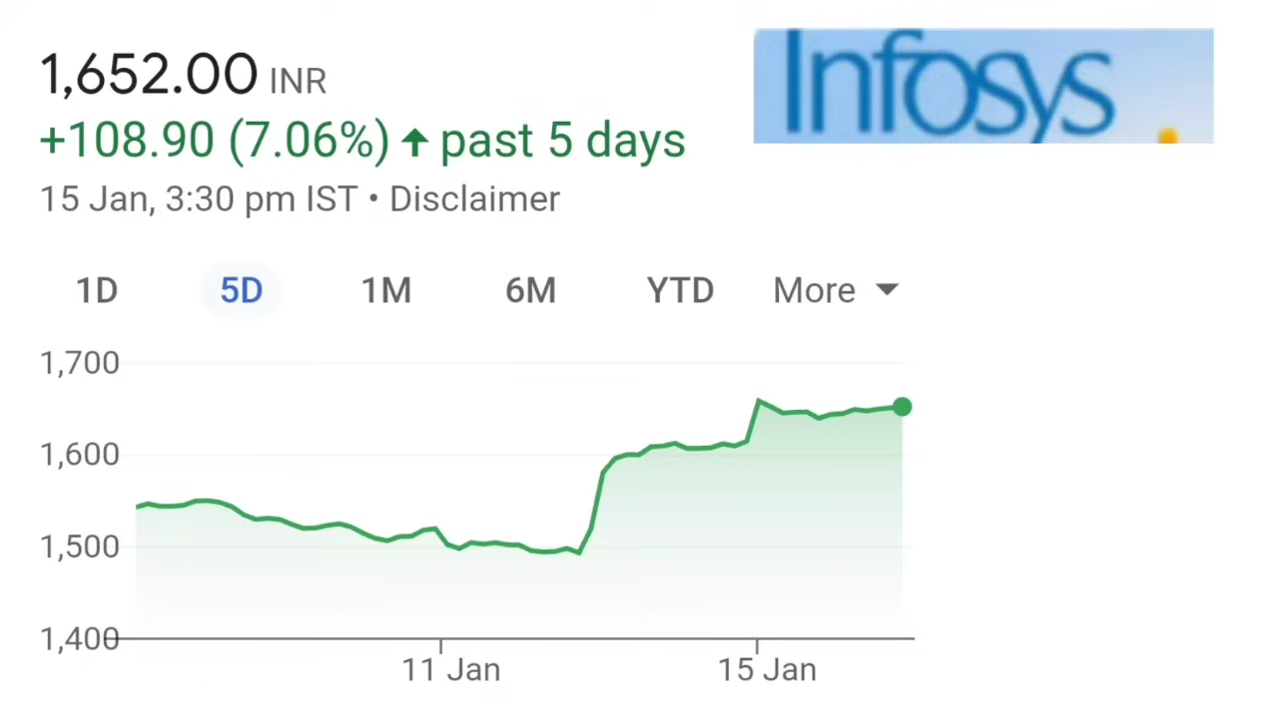 1,652.00 INR
Infosys
+108.90 (7.06%) ↑ past 5 days
15 Jan, 3:30 pm IST • Disclaimer
1D 5D 1M 6M YTD More
1,700
1,600
1,500
1,400
11 Jan 15 Jan